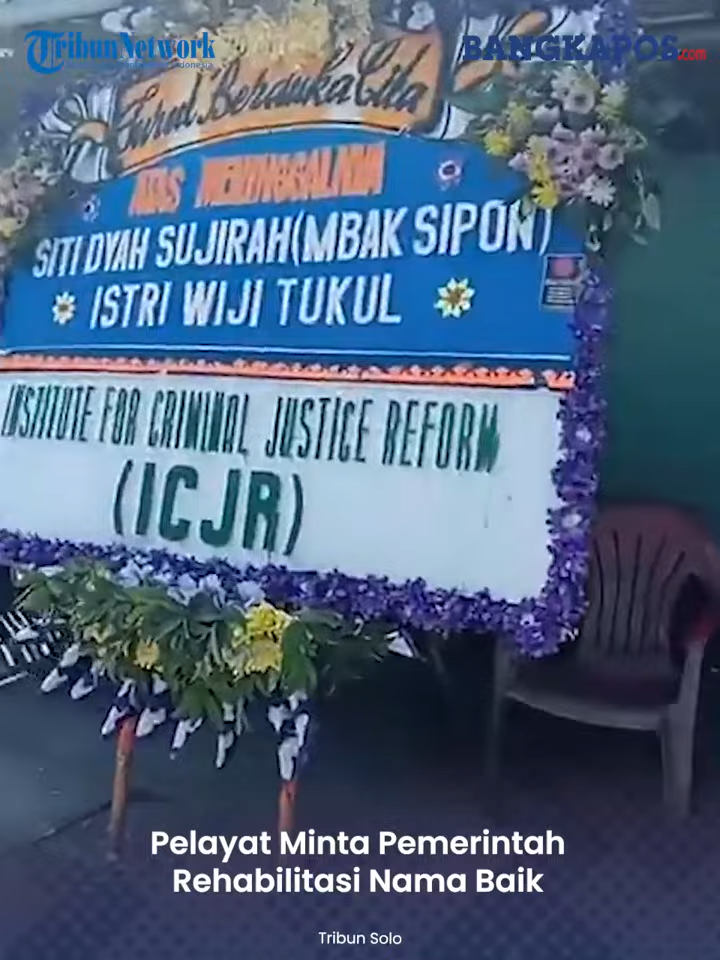 TribunNetwork
BANGKAPOS.com
Turut Berduka Cita
ATAS MENINGGALNYA
SITI DYAH SUJIRAH(MBAK SIPON)
ISTRI WIJI TUKUL
INSTITUTE FOR CRIMINAL JUSTICE REFORM
(ICJR)
Pelayat Minta Pemerintah
Rehabilitasi Nama Baik
Tribun Solo